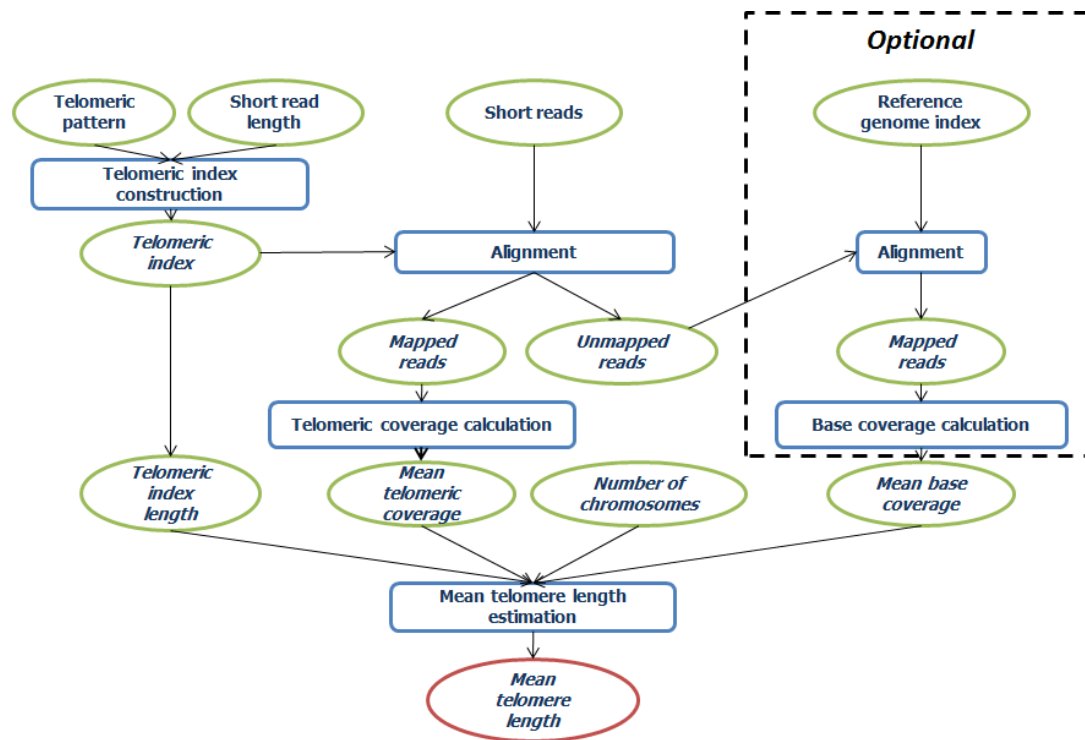 Optional
Telomeric
pattern
Short read
length
Short reads
Reference
genome index
Telomeric index
construction
Telomeric
index
Alignment
Alignment
Mapped
reads
Unmapped
reads
Mapped
reads
Telomeric coverage calculation
Base coverage calculation
Telomeric
index
length
Mean
telomeric
coverage
Number of
chromosomes
Mean base
coverage
Mean telomere length
estimation
Mean
telomere
length